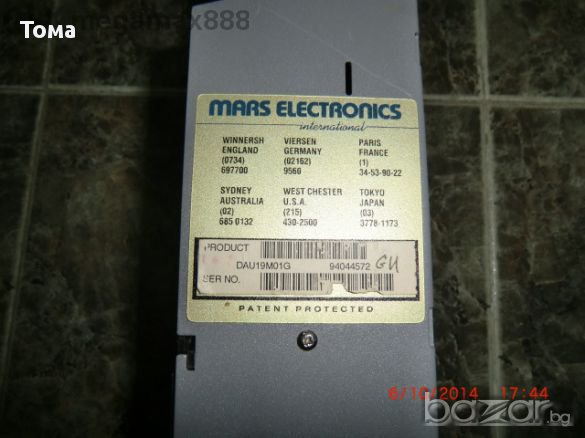 megamax888
Тома
MARS ELECTRONICS
international
WINNERSH VIERSEN PARIS
ENGLAND GERMANY FRANCE
(0734) (02162) (1)
697700 9560 34-53-90-22
SYDNEY WEST CHESTER TOKYO
AUSTRALIA U.S.A. JAPAN
(02) (215) (03)
685 0132 430-2500 3778-1173
PRODUCT
DAU19M01G 94044572 GU
SER NO.
PATENT PROTECTED
6/10/2014 17:44
bazar.bg